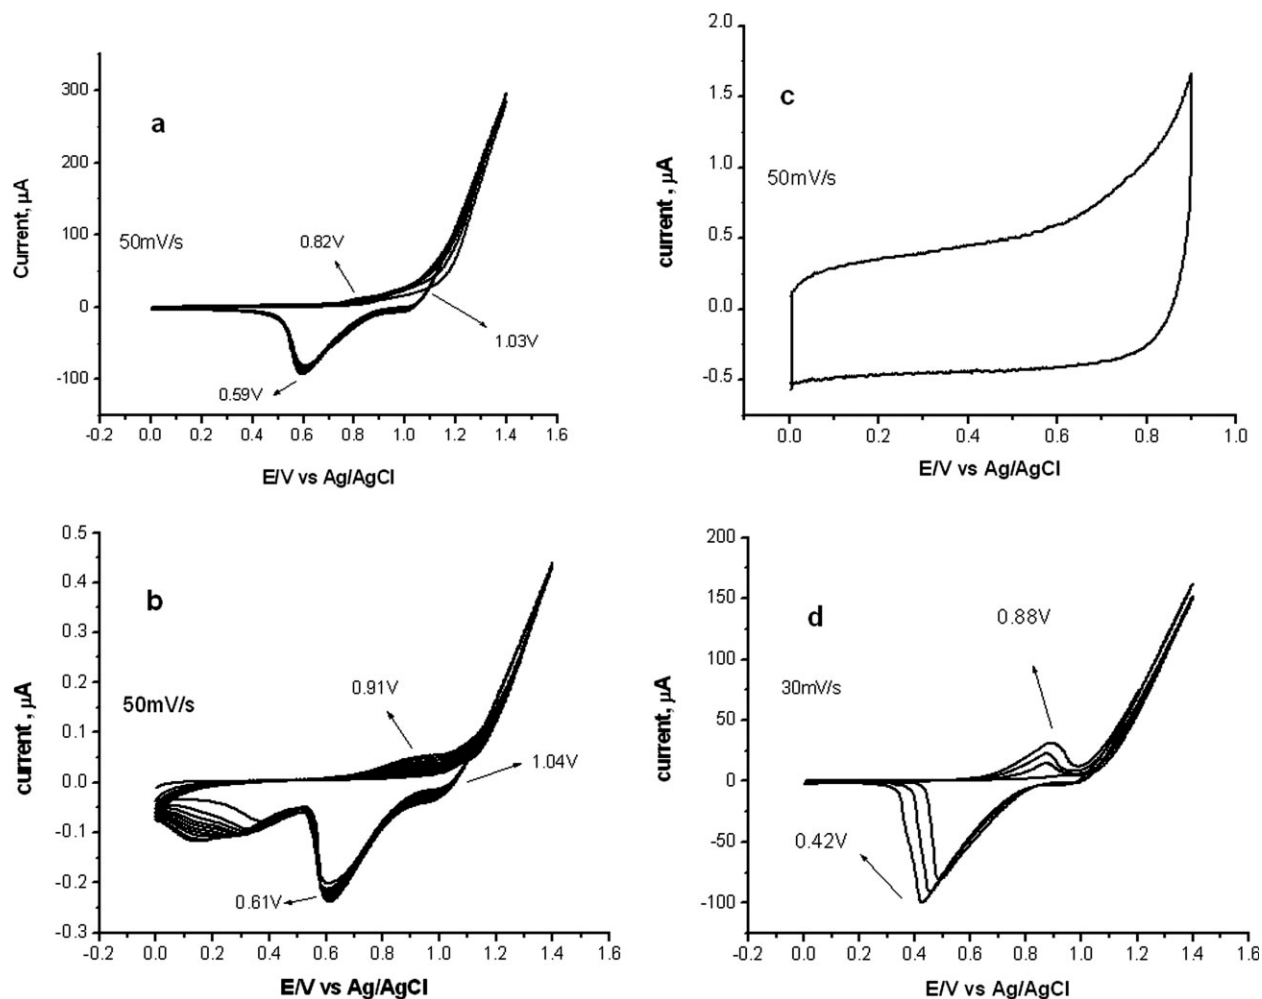 a
300
200
100
0
-100
Current, µA
50mV/s
0.82V
1.03V
0.59V
-0.2 0.0 0.2 0.4 0.6 0.8 1.0 1.2 1.4 1.6
E/V vs Ag/AgCl
c
2.0
1.5
1.0
0.5
0.0
-0.5
current , µA
50mV/s
0.0 0.2 0.4 0.6 0.8 1.0
E/V vs Ag/AgCl
b
0.5
0.4
0.3
0.2
0.1
0.0
-0.1
-0.2
-0.3
current , µA
50mV/s
0.91V
1.04V
0.61V
-0.2 0.0 0.2 0.4 0.6 0.8 1.0 1.2 1.4 1.6
E/V vs Ag/AgCl
d
200
150
100
50
0
-50
-100
current, µA
30mV/s
0.88V
0.42V
-0.2 0.0 0.2 0.4 0.6 0.8 1.0 1.2 1.4 1.6
E/V vs Ag/AgCl